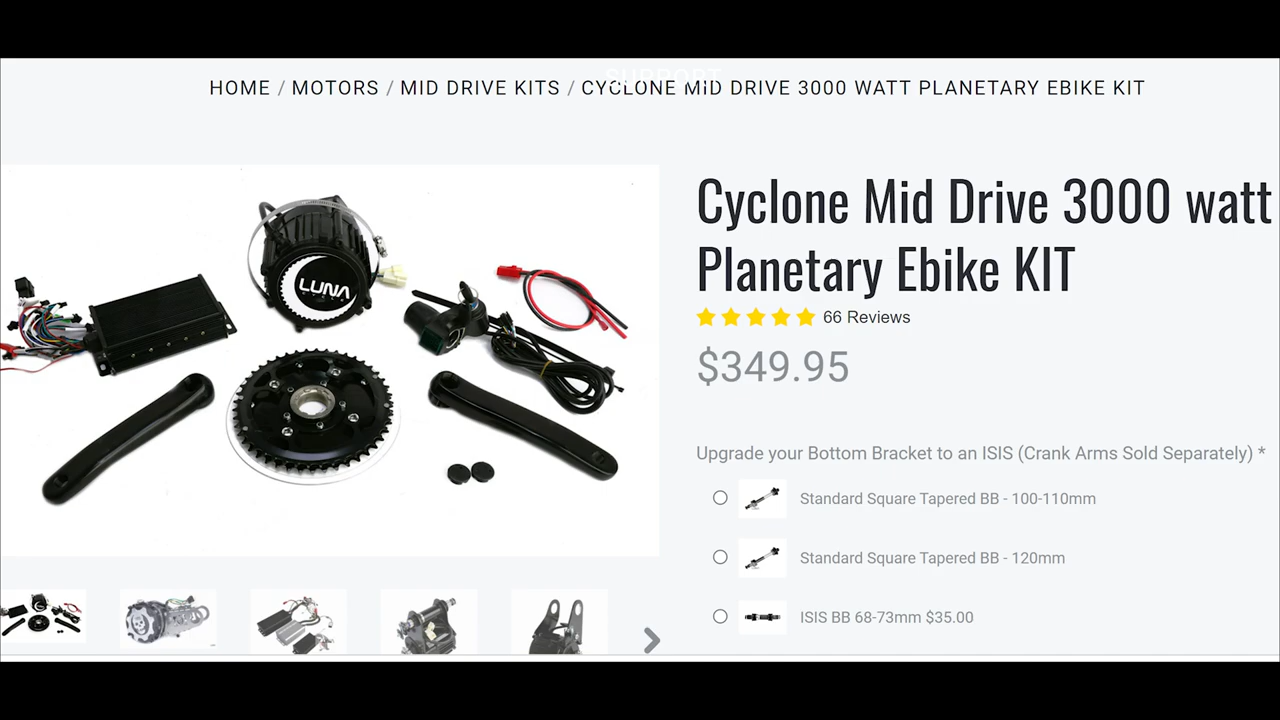 SUPPORT
HOME / MOTORS / MID DRIVE KITS / CYCLONE MID DRIVE 3000 WATT PLANETARY EBIKE KIT
Cyclone Mid Drive 3000 watt
Planetary Ebike KIT
66 Reviews
$349.95
LUNA
Upgrade your Bottom Bracket to an ISIS (Crank Arms Sold Separately) *
Standard Square Tapered BB - 100-110mm
Standard Square Tapered BB - 120mm
ISIS BB 68-73mm $35.00